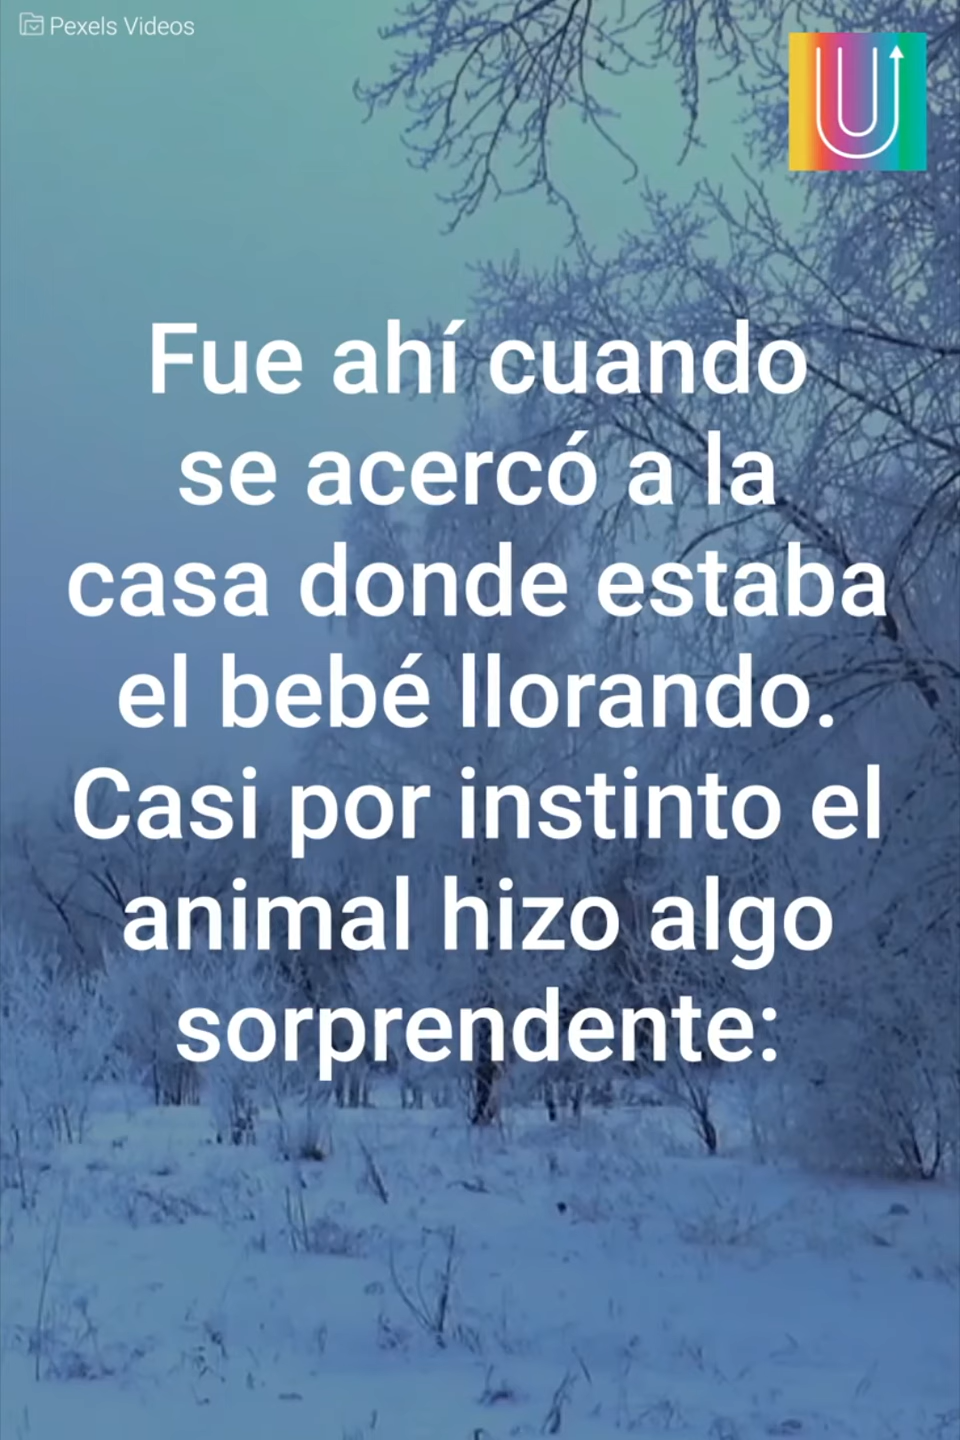 Pexels Videos
Fue ahí cuando
se acercó a la
casa donde estaba
el bebé llorando.
Casi por instinto el
animal hizo algo
sorprendente: